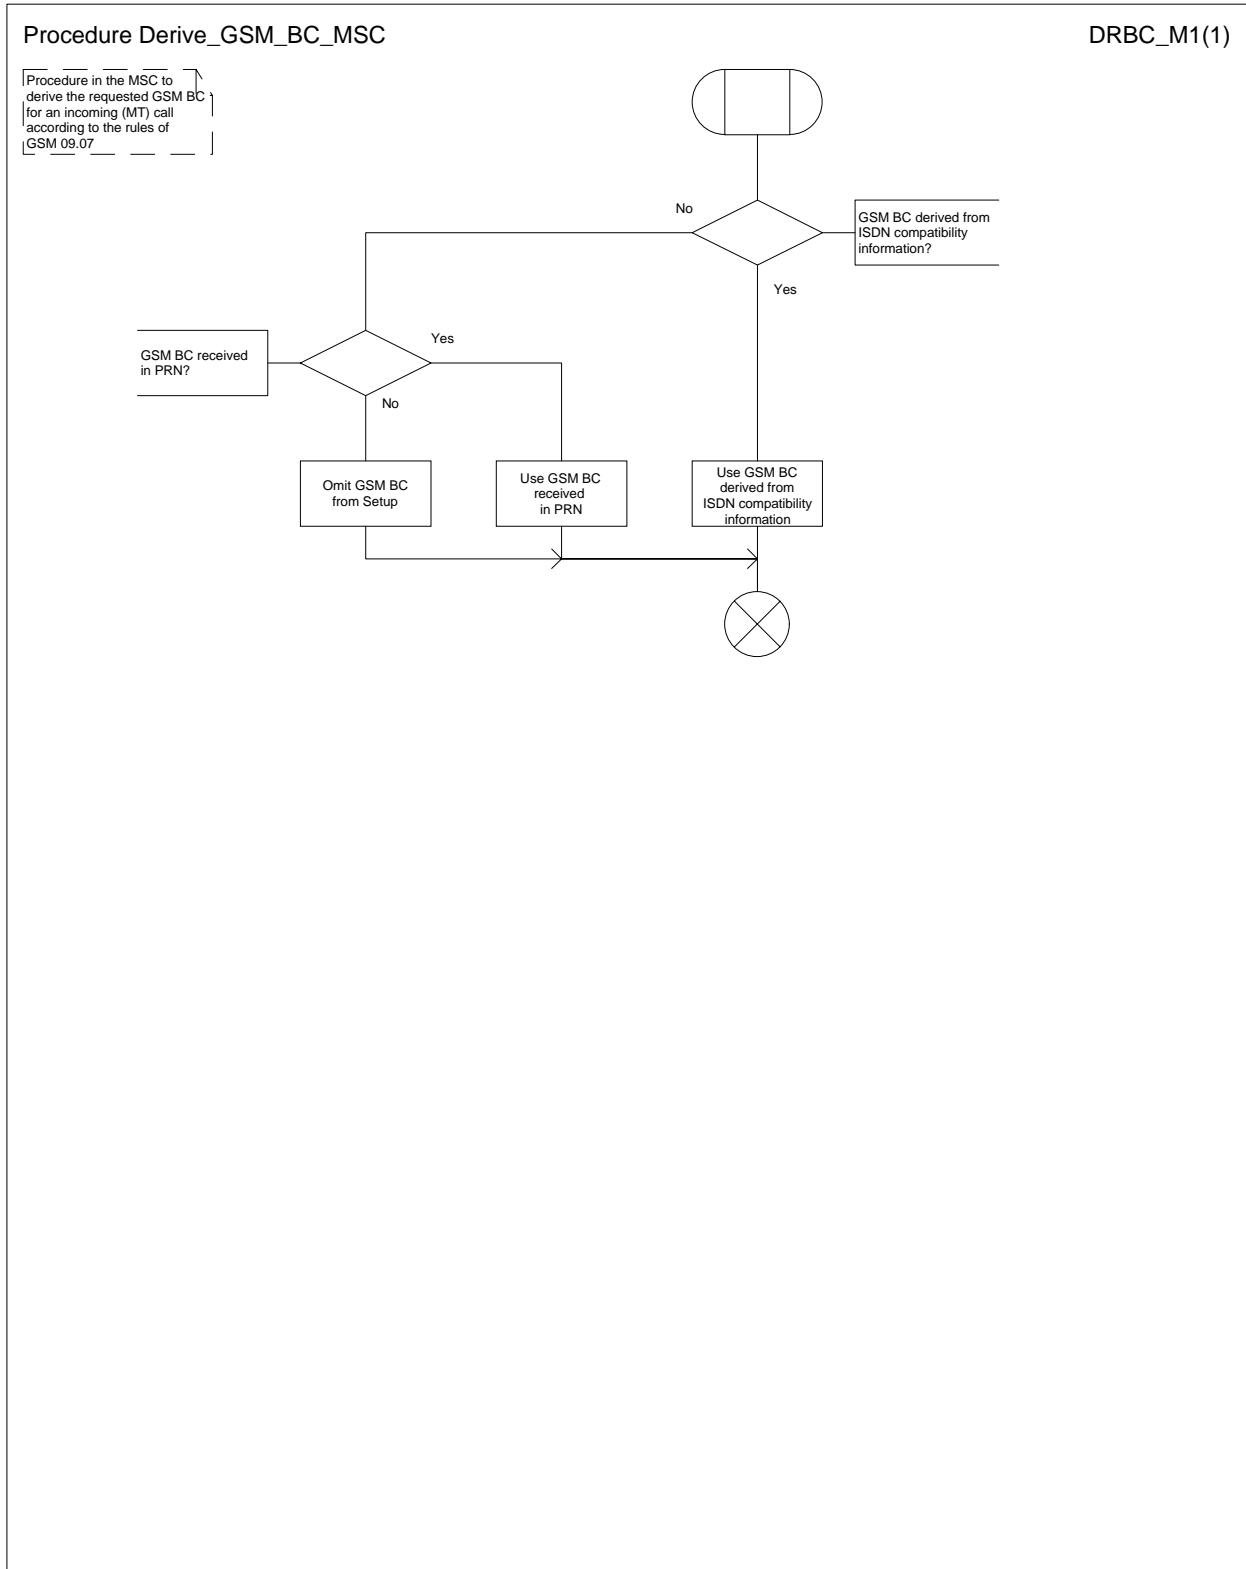 Procedure Derive_GSM_BC_MSC
DRBC_M1(1)
Procedure in the MSC to
derive the requested GSM BC
for an incoming (MT) call
according to the rules of
GSM 09.07
No
GSM BC derived from
ISDN compatibility
information?
Yes
GSM BC received
in PRN?
Yes
No
Omit GSM BC
from Setup
Use GSM BC
received
in PRN
Use GSM BC
derived from
ISDN compatibility
information